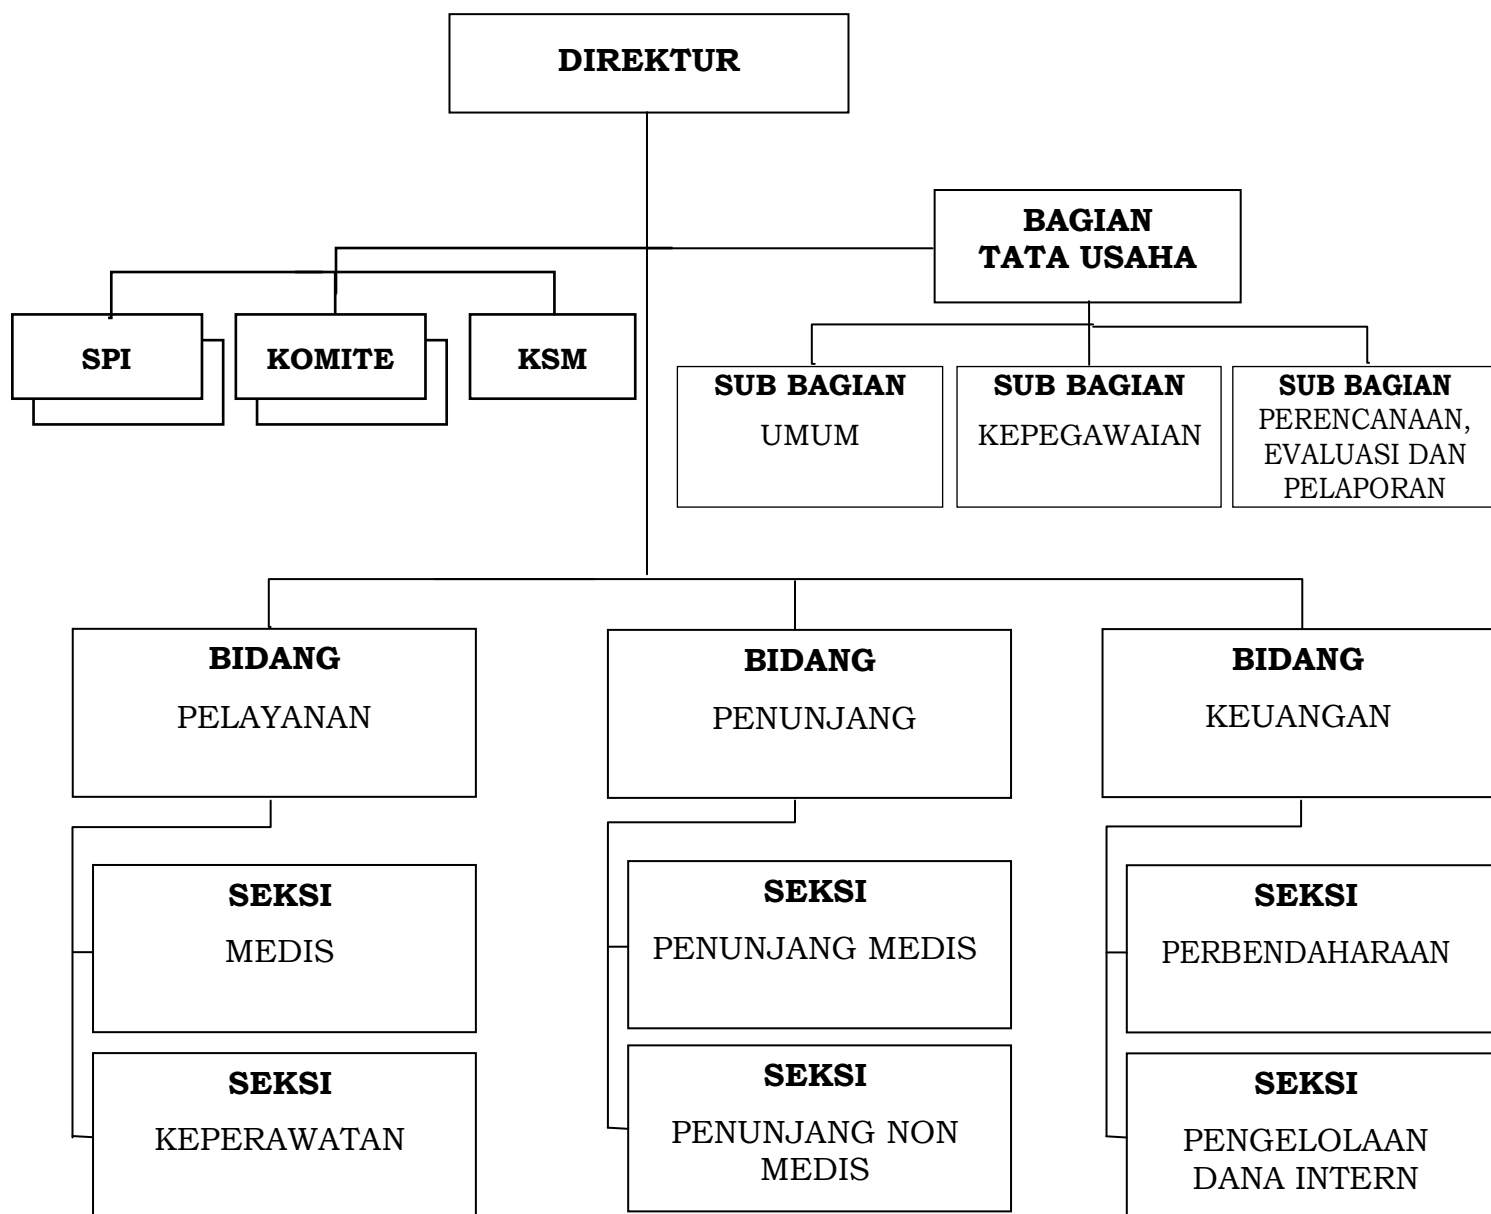 DIREKTUR
BAGIAN
TATA USAHA
SPI
KOMITE
KSM
SUB BAGIAN
UMUM
SUB BAGIAN
KEPEGAWAIAN
SUB BAGIAN
PERENCANAAN,
EVALUASI DAN
PELAPORAN
BIDANG
PELAYANAN
BIDANG
PENUNJANG
BIDANG
KEUANGAN
SEKSI
MEDIS
SEKSI
PENUNJANG MEDIS
SEKSI
PERBENDAHARAAN
SEKSI
KEPERAWATAN
SEKSI
PENUNJANG NON
MEDIS
SEKSI
PENGELOLAAN
DANA INTERN